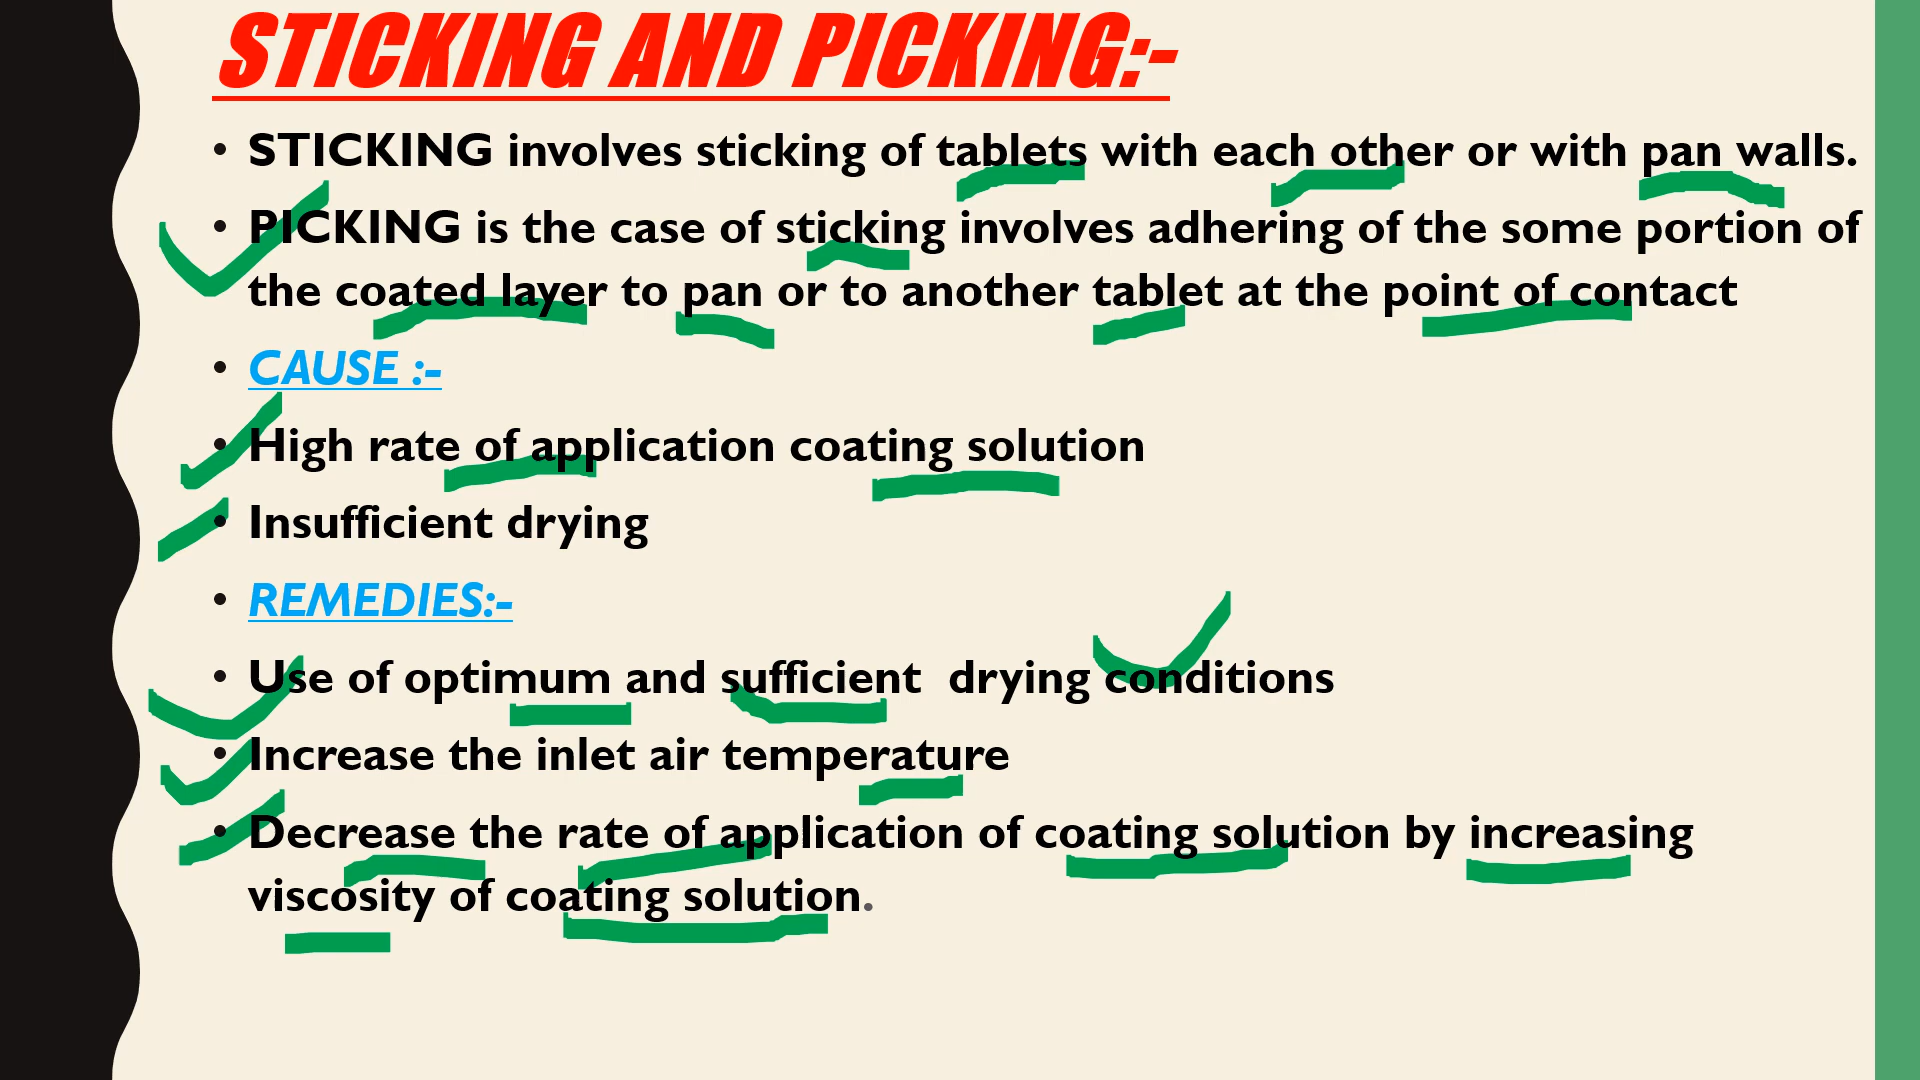 STICKING AND PICKING:-
• STICKING involves sticking of tablets with each other or with pan walls.
• PICKING is the case of sticking involves adhering of the some portion of
the coated layer to pan or to another tablet at the point of contact
• CAUSE :-
• High rate of application coating solution
• Insufficient drying
• REMEDIES:-
• Use of optimum and sufficient  drying conditions
• Increase the inlet air temperature
• Decrease the rate of application of coating solution by increasing
viscosity of coating solution.